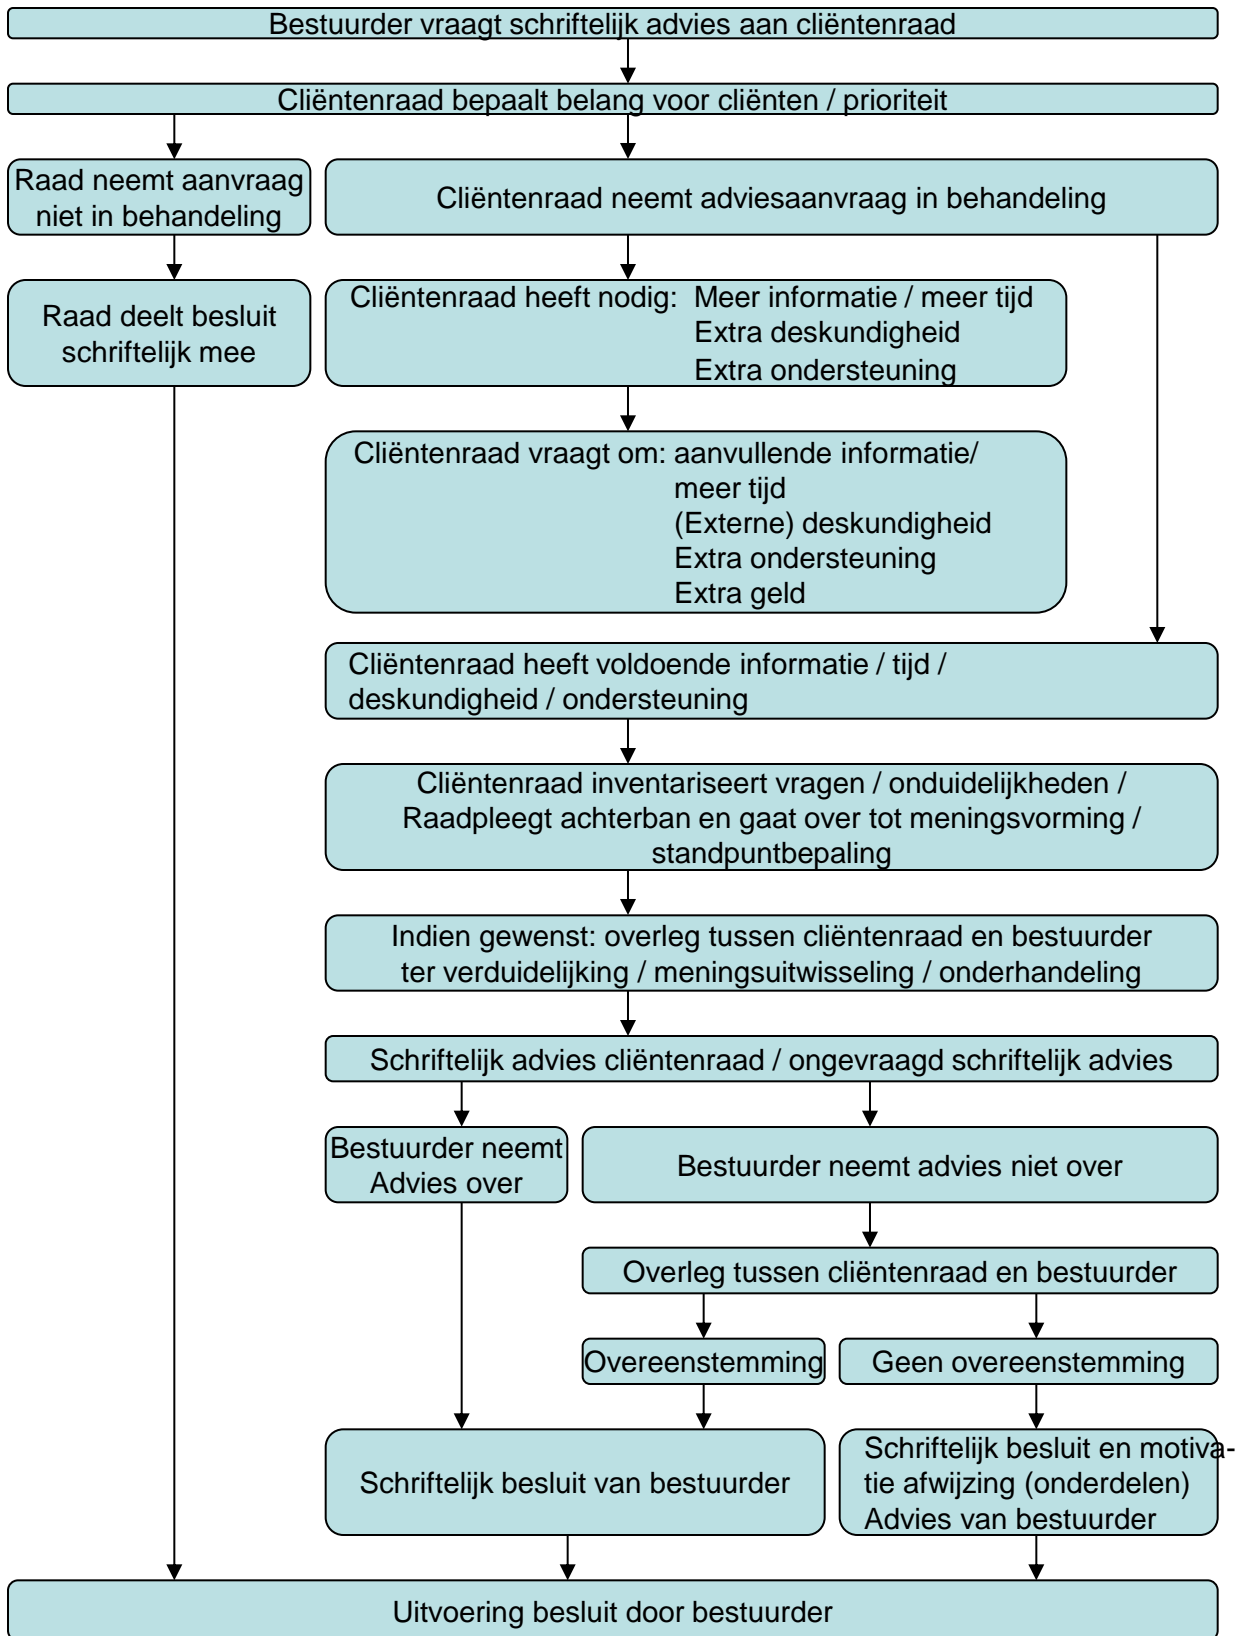 Bestuurder vraagt schriftelijk advies aan cliëntenraad
Cliëntenraad bepaalt belang voor cliënten / prioriteit
Raad neemt aanvraag
niet in behandeling
Cliëntenraad neemt adviesaanvraag in behandeling
Raad deelt besluit
schriftelijk mee
Cliëntenraad heeft nodig: Meer informatie / meer tijd
Extra deskundigheid
Extra ondersteuning
Cliëntenraad vraagt om: aanvullende informatie/
meer tijd
(Externe) deskundigheid
Extra ondersteuning
Extra geld
Cliëntenraad heeft voldoende informatie / tijd /
deskundigheid / ondersteuning
Cliëntenraad inventariseert vragen / onduidelijkheden /
Raadpleegt achterban en gaat over tot meningsvorming /
standpuntbepaling
Indien gewenst: overleg tussen cliëntenraad en bestuurder
ter verduidelijking / meningsuitwisseling / onderhandeling
Schriftelijk advies cliëntenraad / ongevraagd schriftelijk advies
Bestuurder neemt
Advies over
Bestuurder neemt advies niet over
Overleg tussen cliëntenraad en bestuurder
Overeenstemming
Geen overeenstemming
Schriftelijk besluit van bestuurder
Schriftelijk besluit en motiva-
tie afwijzing (onderdelen)
Advies van bestuurder
Uitvoering besluit door bestuurder